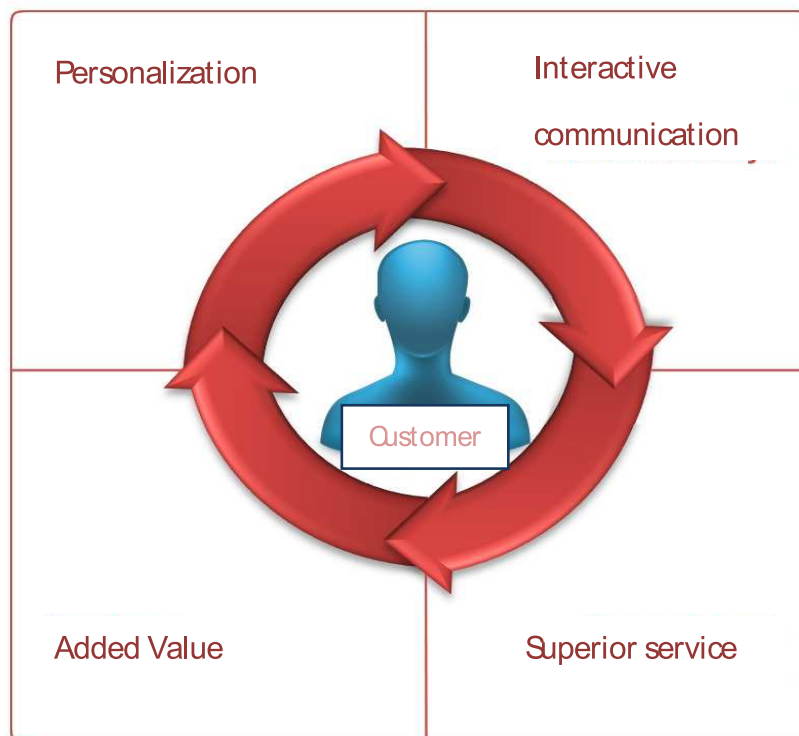 Personalization
Interactive
communication
Customer
Added Value
Superior service